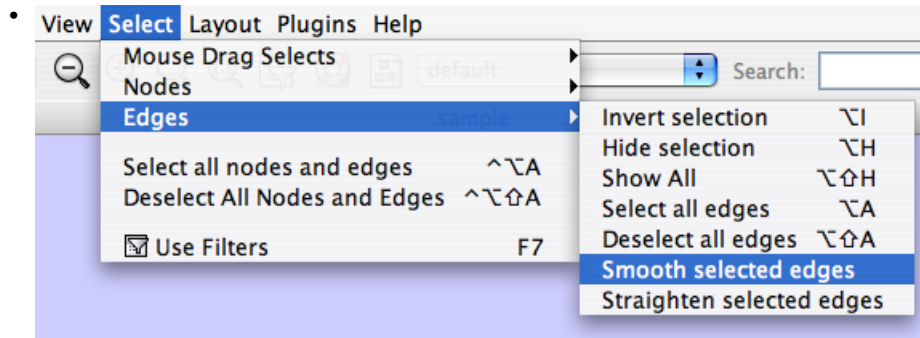 View Select Layout Plugins Help
Mouse Drag Selects
default
Search:
Nodes
Edges
sample
Invert selection ⌥I
Hide selection ⌥H
Show All ⌥⇧H
Select all edges ⌥A
Deselect all edges ⌥⇧A
Smooth selected edges
Straighten selected edges
Select all nodes and edges ^⌥A
Deselect All Nodes and Edges ^⌥⇧A
Use Filters F7